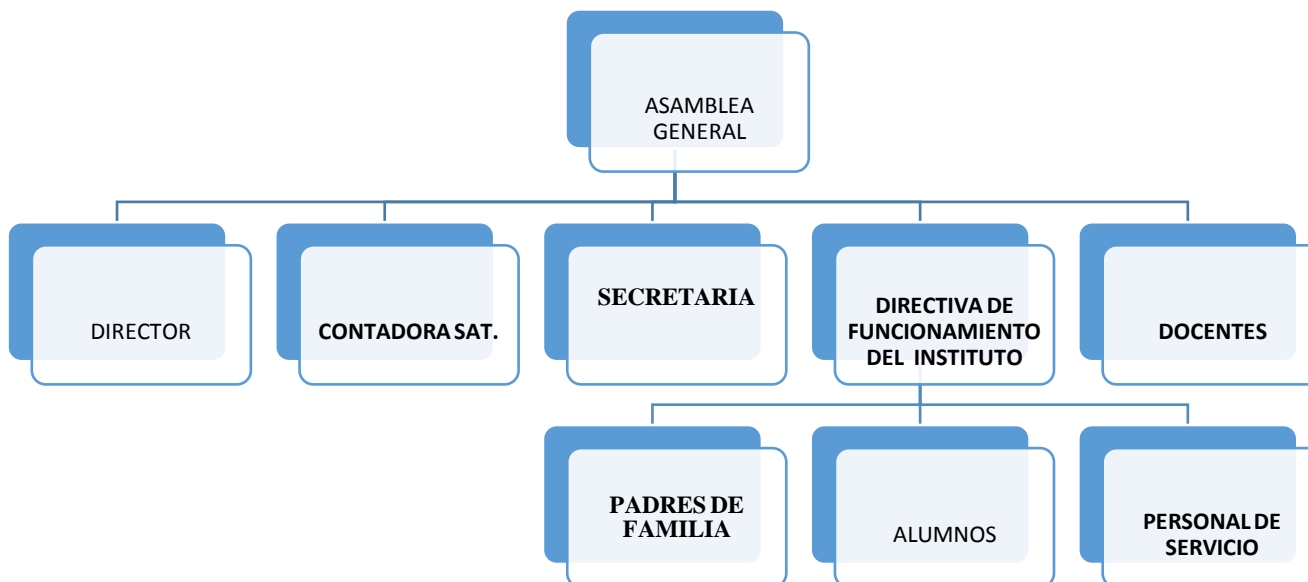 ASAMBLEA
GENERAL
DIRECTOR
CONTADORA SAT.
SECRETARIA
DIRECTIVA DE
FUNCIONAMIENTO
DEL INSTITUTO
DOCENTES
PADRES DE
FAMILIA
ALUMNOS
PERSONAL DE
SERVICIO